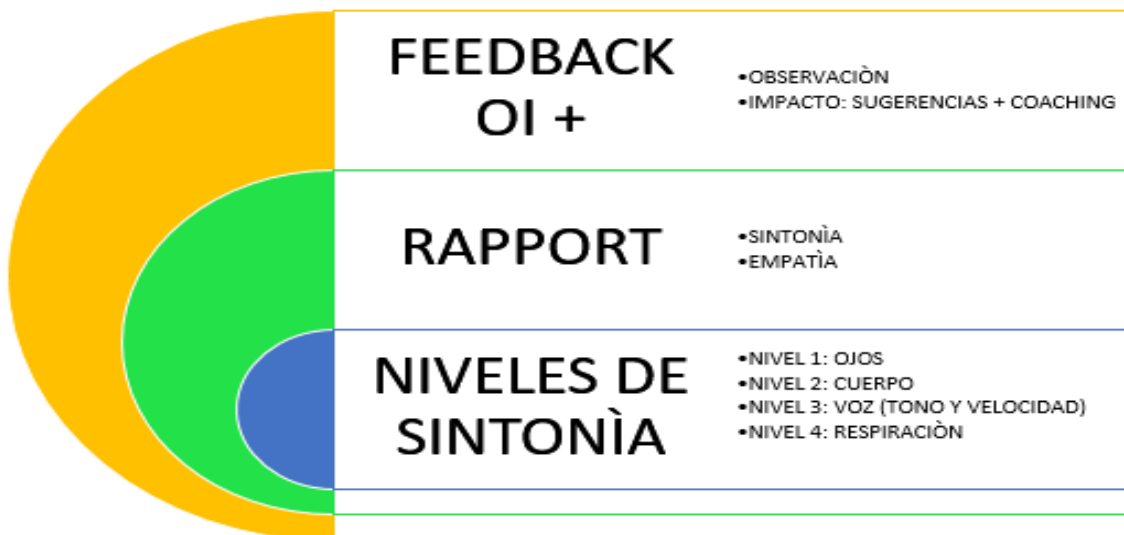 FEEDBACK
OI +
•OBSERVACIÒN
•IMPACTO: SUGERENCIAS + COACHING
RAPPORT
•SINTONÌA
•EMPATÌA
NIVELES DE
SINTONÌA
•NIVEL 1: OJOS
•NIVEL 2: CUERPO
•NIVEL 3: VOZ (TONO Y VELOCIDAD)
•NIVEL 4: RESPIRACIÒN